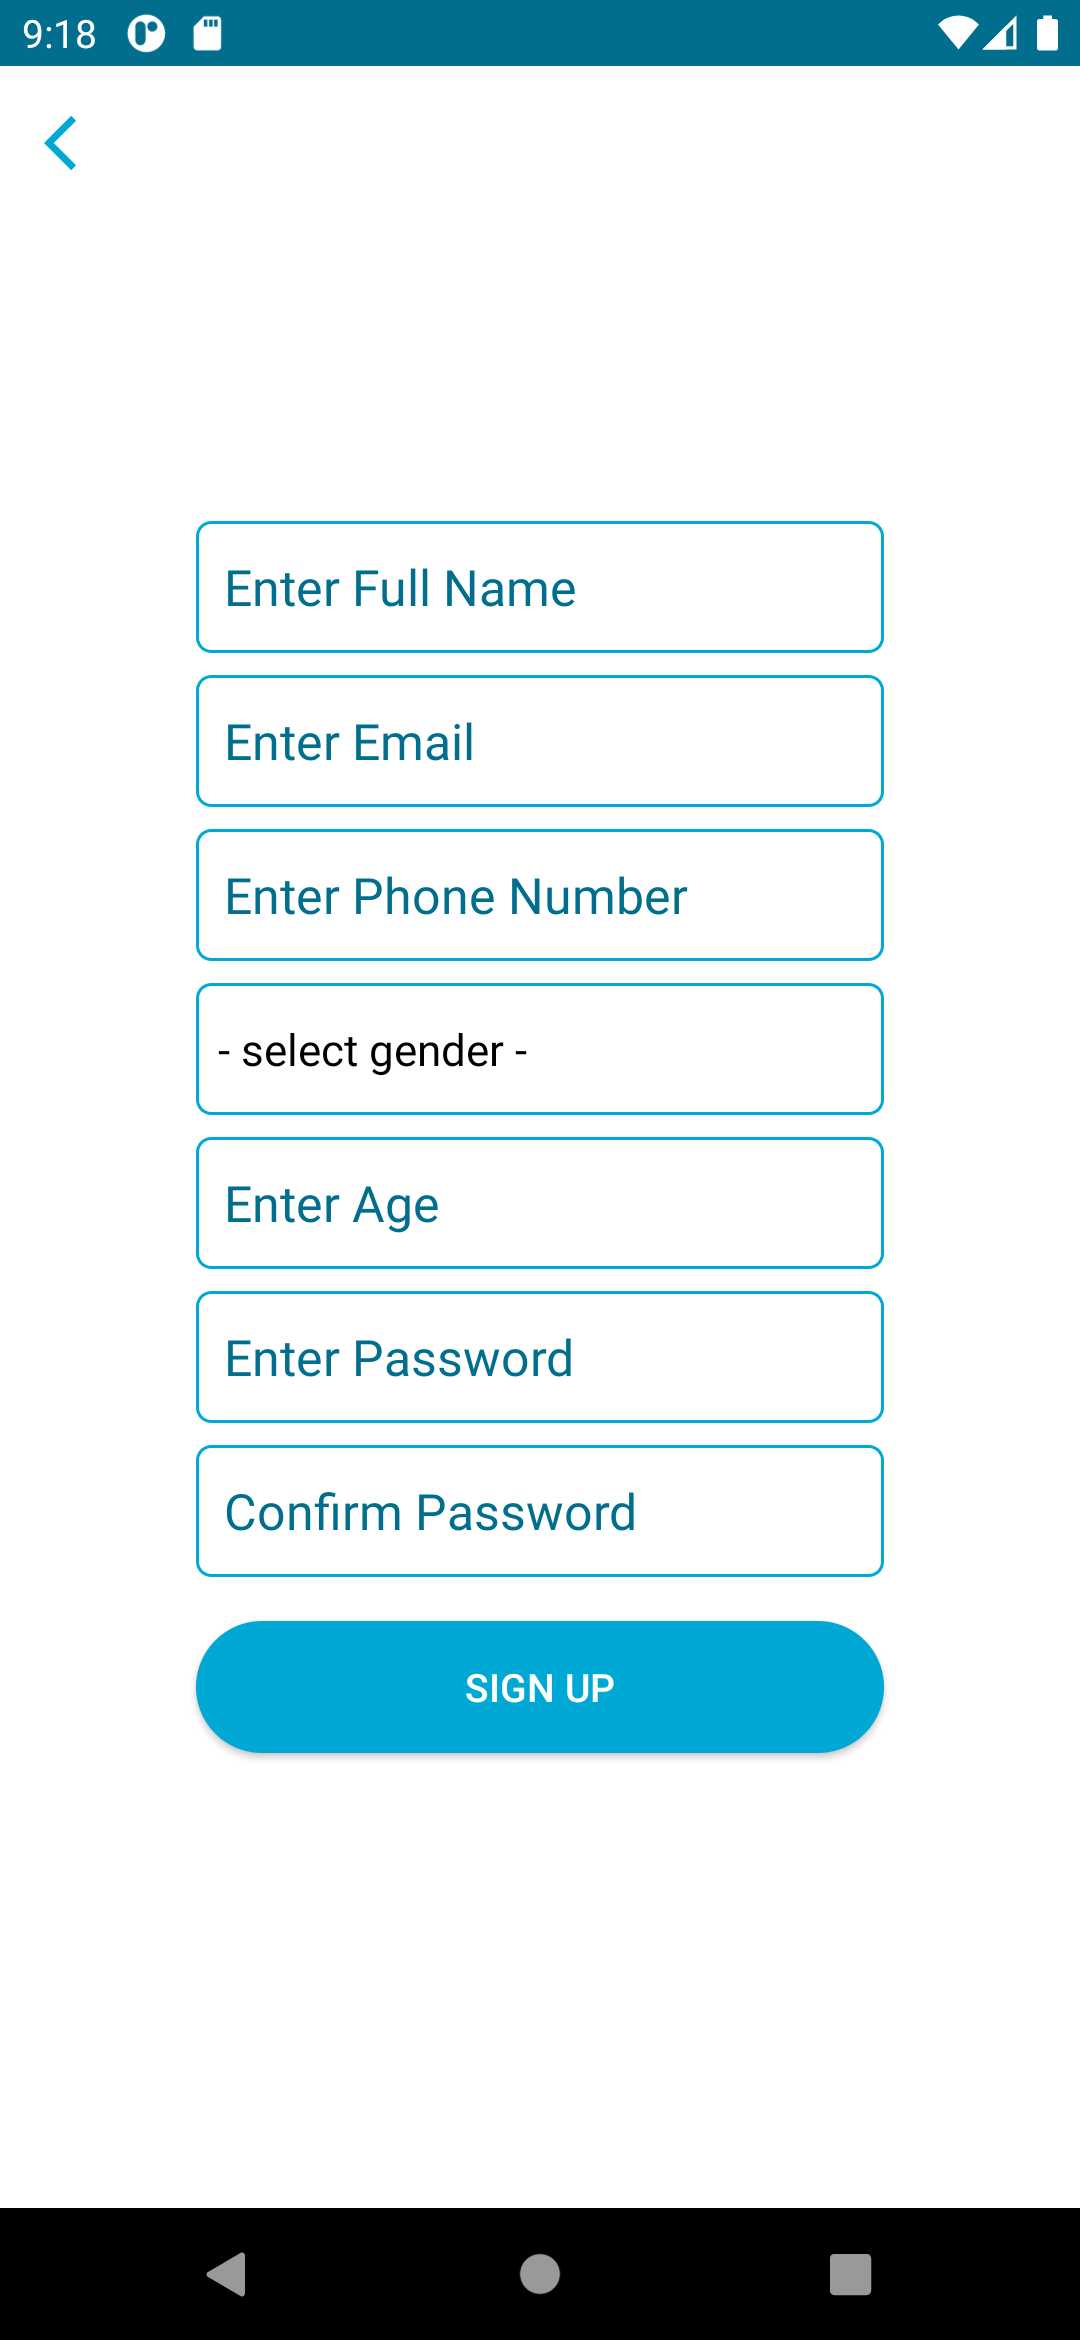 9:18
Enter Full Name
Enter Email
Enter Phone Number
- select gender -
Enter Age
Enter Password
Confirm Password
SIGN UP